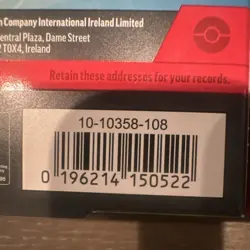 n Company International Ireland Limited
entral Plaza, Dame Street
2 T0X4, Ireland
Retain these addresses for your records.
10-10358-108
0 196214 150522